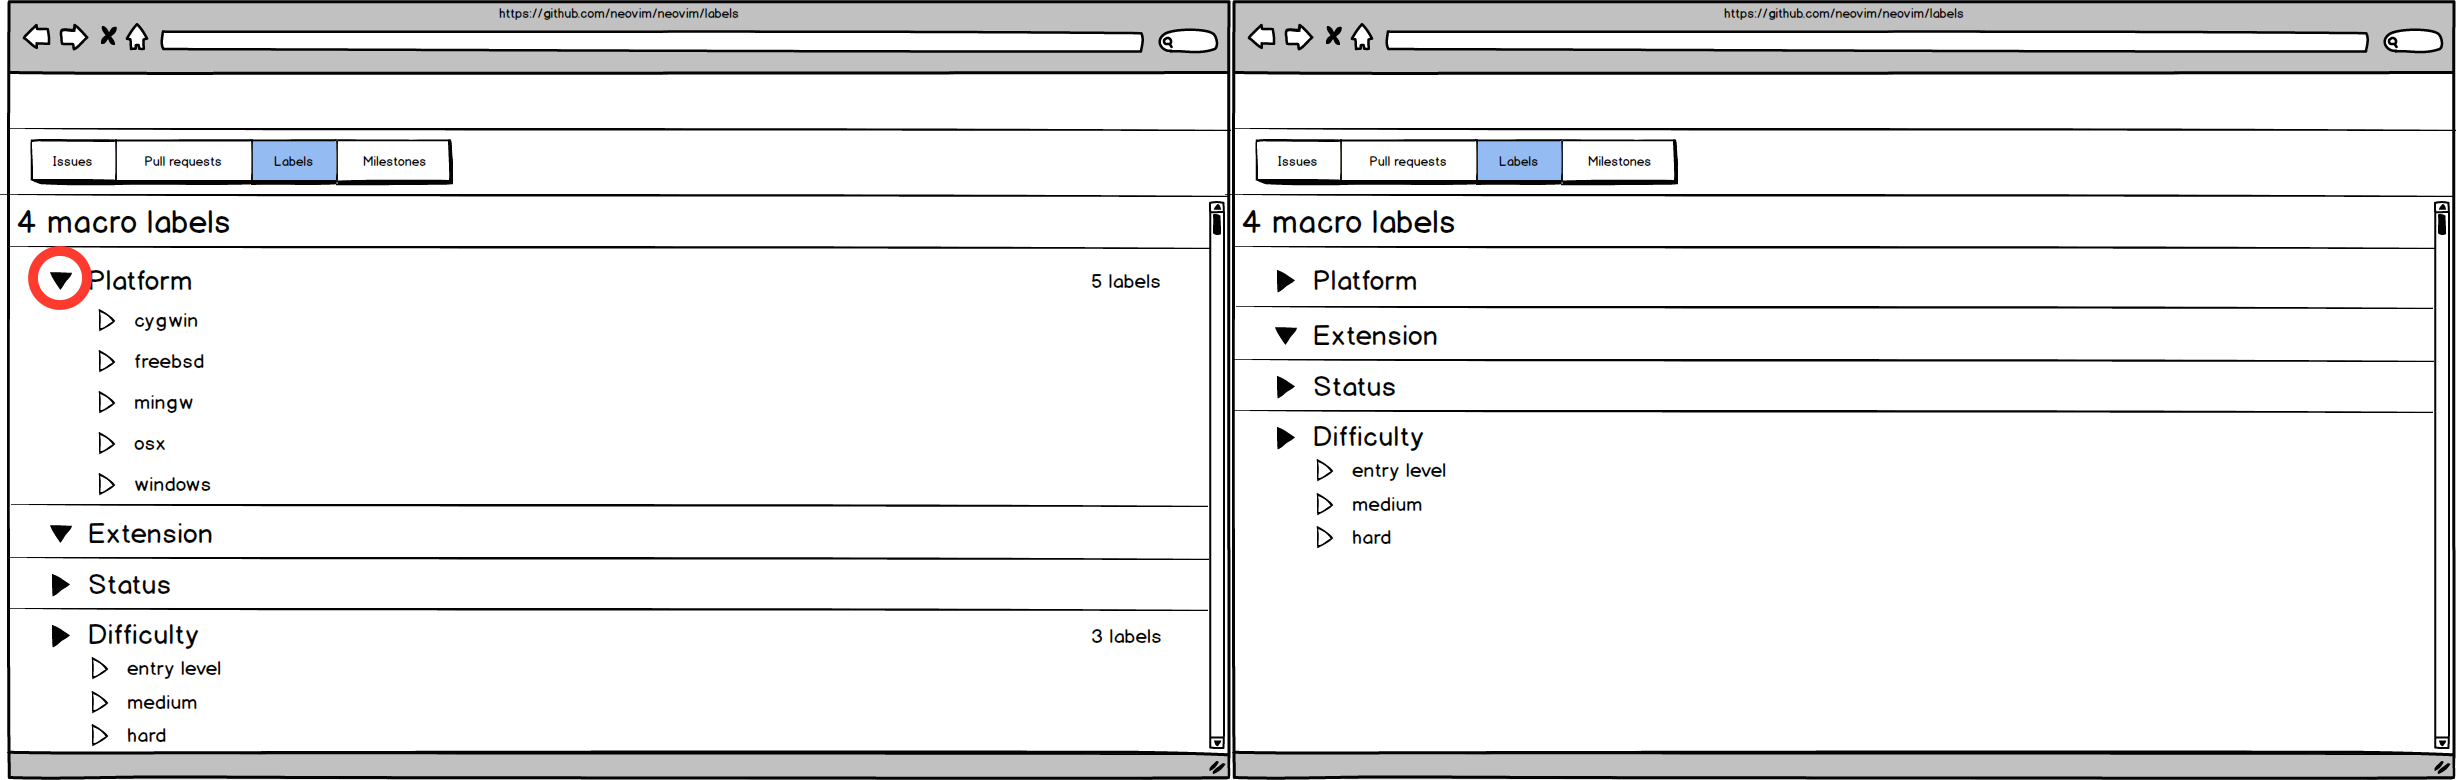 https://github.com/neovim/neovim/labels
Issues Pull requests Labels Milestones
4 macro labels
Platform 5 labels
cygwin
freebsd
mingw
osx
windows
Extension
Status
Difficulty 3 labels
entry level
medium
hard
https://github.com/neovim/neovim/labels
Issues Pull requests Labels Milestones
4 macro labels
Platform
Extension
Status
Difficulty
entry level
medium
hard